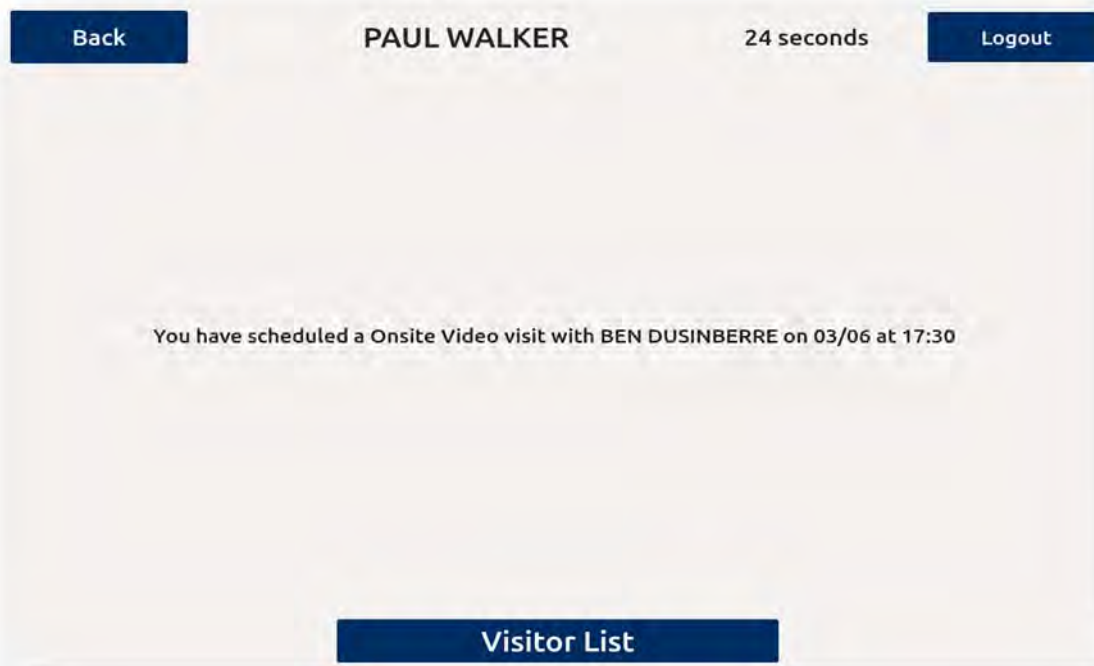 Back
PAUL WALKER
24 seconds
Logout
You have scheduled a Onsite Video visit with BEN DUSINBERRE on 03/06 at 17:30
Visitor List